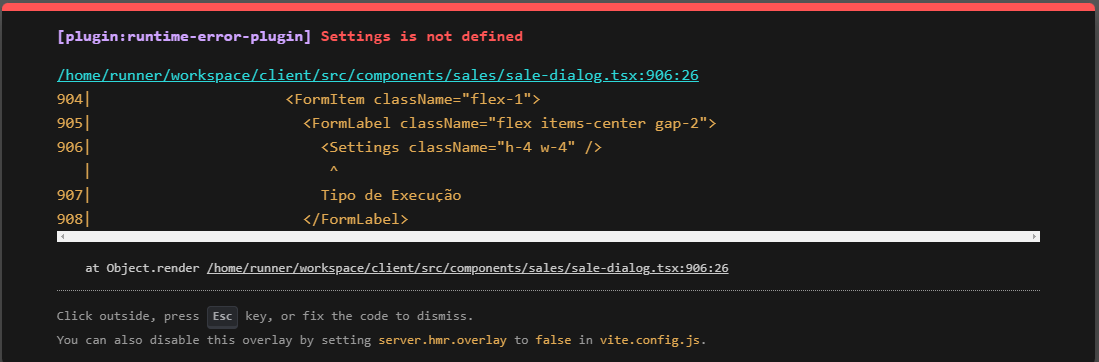 [plugin:runtime-error-plugin] Settings is not defined
/home/runner/workspace/client/src/components/sales/sale-dialog.tsx:906:26
904|                      <FormItem className="flex-1">
905|                        <FormLabel className="flex items-center gap-2">
906|                          <Settings className="h-4 w-4" />
   |                           ^
907|                          Tipo de Execução
908|                        </FormLabel>
at Object.render /home/runner/workspace/client/src/components/sales/sale-dialog.tsx:906:26
Click outside, press Esc key, or fix the code to dismiss.
You can also disable this overlay by setting server.hmr.overlay to false in vite.config.js.